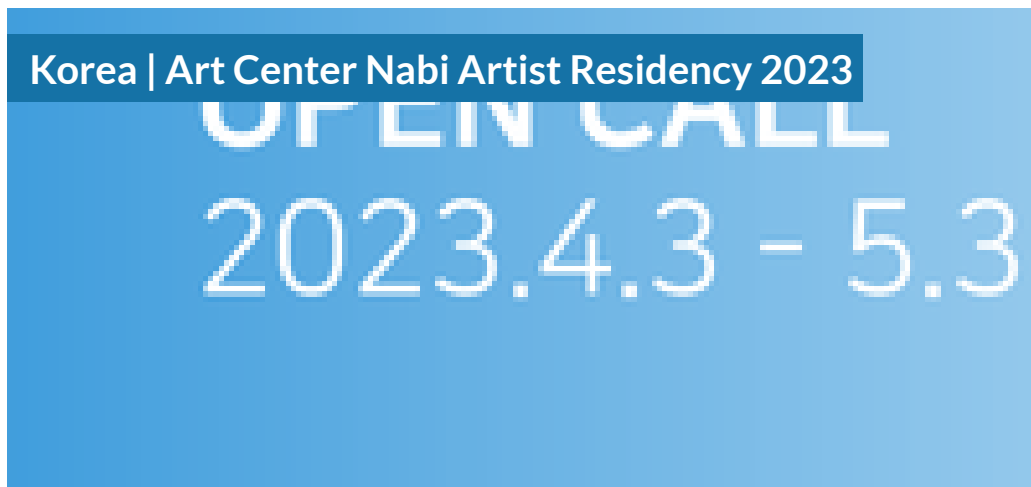 Korea | Art Center Nabi Artist Residency 2023
OPEN CALL
2023.4.3 - 5.3